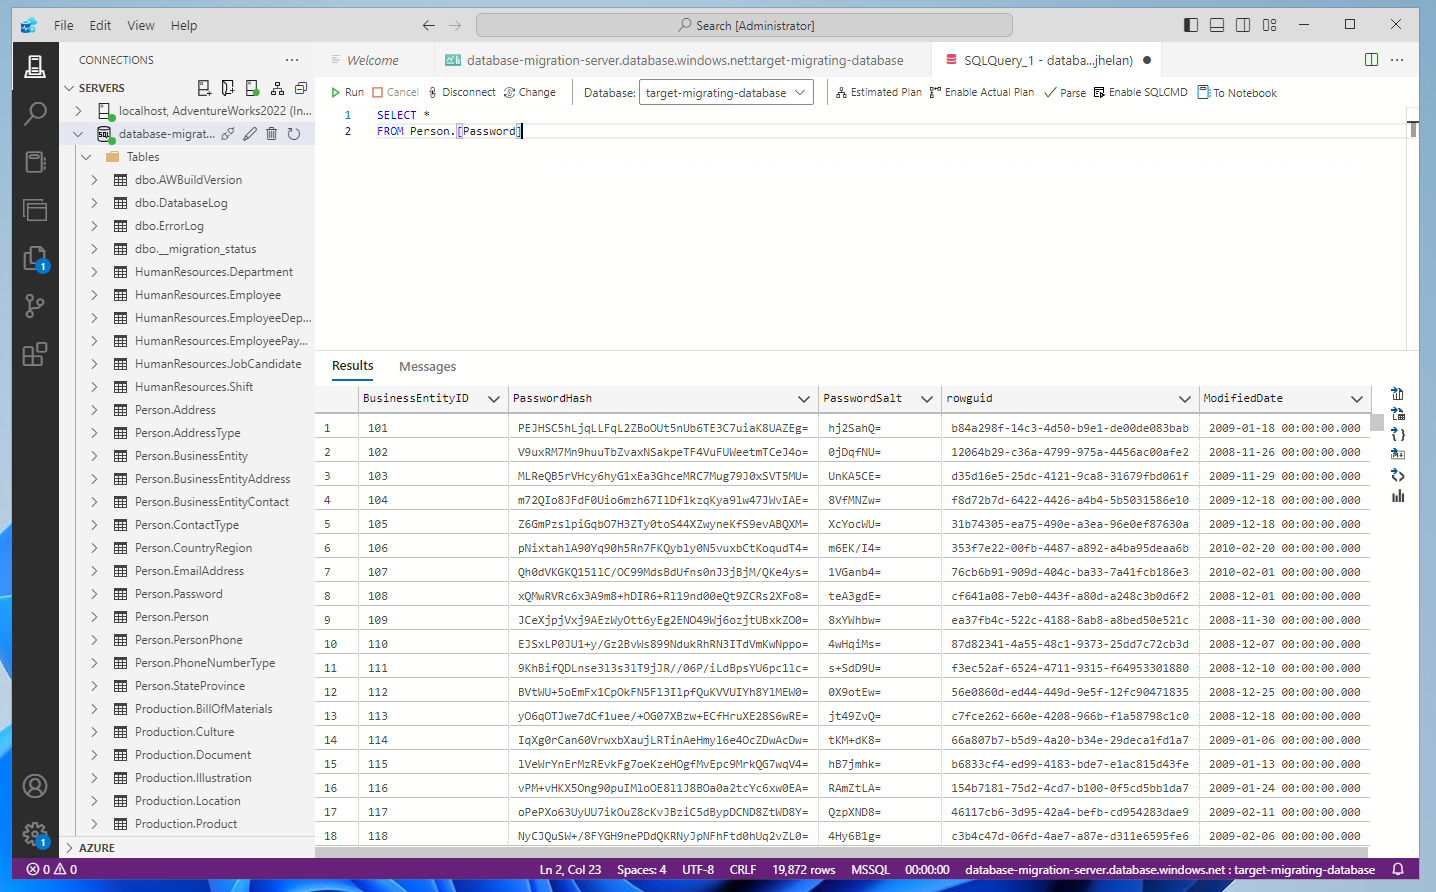 File Edit View Help
Search [Administrator]
CONNECTIONS
Welcome
database-migration-server.database.windows.net:target-migrating-database
SQLQuery_1 - databa...jhelan)
SERVERS
Run Cancel Disconnect Change Database: target-migrating-database Estimated Plan Enable Actual Plan Parse Enable SQLCMD To Notebook
localhost, AdventureWorks2022 (In...
database-migrat...
Tables
dbo.AWBuildVersion
dbo.DatabaseLog
dbo.ErrorLog
dbo.__migration_status
HumanResources.Department
HumanResources.Employee
HumanResources.EmployeeDep...
HumanResources.EmployeePay...
HumanResources.JobCandidate
HumanResources.Shift
Person.Address
Person.AddressType
Person.BusinessEntity
Person.BusinessEntityAddress
Person.BusinessEntityContact
Person.ContactType
Person.CountryRegion
Person.EmailAddress
Person.Password
Person.Person
Person.PersonPhone
Person.PhoneNumberType
Person.StateProvince
Production.BillOfMaterials
Production.Culture
Production.Document
Production.Illustration
Production.Location
Production.Product
AZURE
1
1
1 SELECT *
2 FROM Person.[Password]
Results Messages
BusinessEntityID PasswordHash PasswordSalt rowguid ModifiedDate
1 101 PEJHSC5hLjqLLFqL2ZBoOUt5nUb6TE3C7uiaK8UAZEg= hj2SahQ= b84a298f-14c3-4d50-b9e1-de00de083bab 2009-01-18 00:00:00.000
2 102 V9uxRM7Mn9huuTbZvaxNSakpeTF4VuFUWeetmTCeJ4o= 0jDqfNU= 12064b29-c36a-4799-975a-4456ac00afe2 2008-11-26 00:00:00.000
3 103 MLReQB5rVHcy6hyG1xEa3GhceMRC7Mug79J0xSVT5MU= UnKA5CE= d35d16e5-25dc-4121-9ca8-31679fbd061f 2009-11-29 00:00:00.000
4 104 m72QIo8JFdF0Uio6mzh67IlDflkzqKya9lw47JWvIAE= 8VfMNZw= f8d72b7d-6422-4426-a4b4-5b5031586e10 2009-12-18 00:00:00.000
5 105 Z6GmPzslpiGqbO7H3ZTy0toS44XZwyneKfS9evABQXM= XcYocWU= 31b74305-ea75-490e-a3ea-96e0ef87630a 2009-12-18 00:00:00.000
6 106 pNixtahlA90Yq90h5Rn7FKQybly0N5vuxbCtKoqudT4= m6EK/I4= 353f7e22-00fb-4487-a892-a4ba95deaa6b 2010-02-20 00:00:00.000
7 107 Qh0dVKGKQ151lC/OC99MdsBdUfns0nJ3jBjM/QKe4ys= 1VGanb4= 76cb6b91-909d-404c-ba33-7a41fcb186e3 2010-02-01 00:00:00.000
8 108 xQMwRVRc6x3A9m8+hDIR6+Rl19nd00eQt9ZCRs2XFo8= teA3gdE= cf641a08-7eb0-443f-a80d-a248c3b0d6f2 2008-12-01 00:00:00.000
9 109 JCeXjpjVxj9AEzWyOtt6yEg2ENO49Wj6ozjtUBxkZO0= 8xYWhbw= ea37fb4c-522c-4188-8ab8-a8bed50e521c 2008-11-30 00:00:00.000
10 110 EJSxLP0JU1+y/Gz2BvWs899NdukRhRN3ITdVmKwNppo= 4wHqiMs= 87d82341-4a55-48c1-9373-25dd7c72cb3d 2008-12-07 00:00:00.000
11 111 9KhBifQDLnse3l3s3lT9jJR//06P/iLdBpsYU6pc1lc= s+SdD9U= f3ec52af-6524-4711-9315-f64953301880 2008-12-10 00:00:00.000
12 112 BVtWU+5oEmFx1CpOkFN5Fl3IlpfQuKVVUIYh8YlMEW0= 0X9otEw= 56e0860d-ed44-449d-9e5f-12fc90471835 2008-12-25 00:00:00.000
13 113 yO6qOTJwe7dCf1uee/+OG07XBzw+ECfHruXE28S6wRE= jt49ZvQ= c7fce262-660e-4208-966b-f1a58798c1c0 2008-12-18 00:00:00.000
14 114 IqXg0rCan60VrwxbXaujLRTinAeHmyl6e4OcZDwAcDw= tKM+dK8= 66a807b7-b5d9-4a20-b34e-29deca1fd1a7 2009-01-06 00:00:00.000
15 115 lVeWrYnErMzREvkFg7oeKzeHOgfMvEpc9MrkQG7wqV4= hB7jmhk= b6833cf4-ed99-4183-bde7-e1ac815d43fe 2009-01-13 00:00:00.000
16 116 vPM+vHKX5Ong90puIMloOE8l1J8BOa0a2tcYc6xw0EA= RAmZtLA= 154b7181-75d2-4cd7-b100-0f5cd5bb1da7 2009-01-24 00:00:00.000
17 117 oPePXo63UyUU7ikOuZ8cKvJBziC5dBypDCND8ZtWD8Y= QzpXND8= 46117cb6-3d95-42a4-befb-cd954283dae9 2009-02-11 00:00:00.000
18 118 NyCJQuSW+/8FYGH9nePDdQKRNyJpNFhFtd0hUq2vZL0= 4Hy6B1g= c3b4c47d-06fd-4ae7-a87e-d311e6595fe6 2009-02-06 00:00:00.000
0 0 Ln 2, Col 23 Spaces: 4 UTF-8 CRLF 19,872 rows MSSQL 00:00:00 database-migration-server.database.windows.net : target-migrating-database